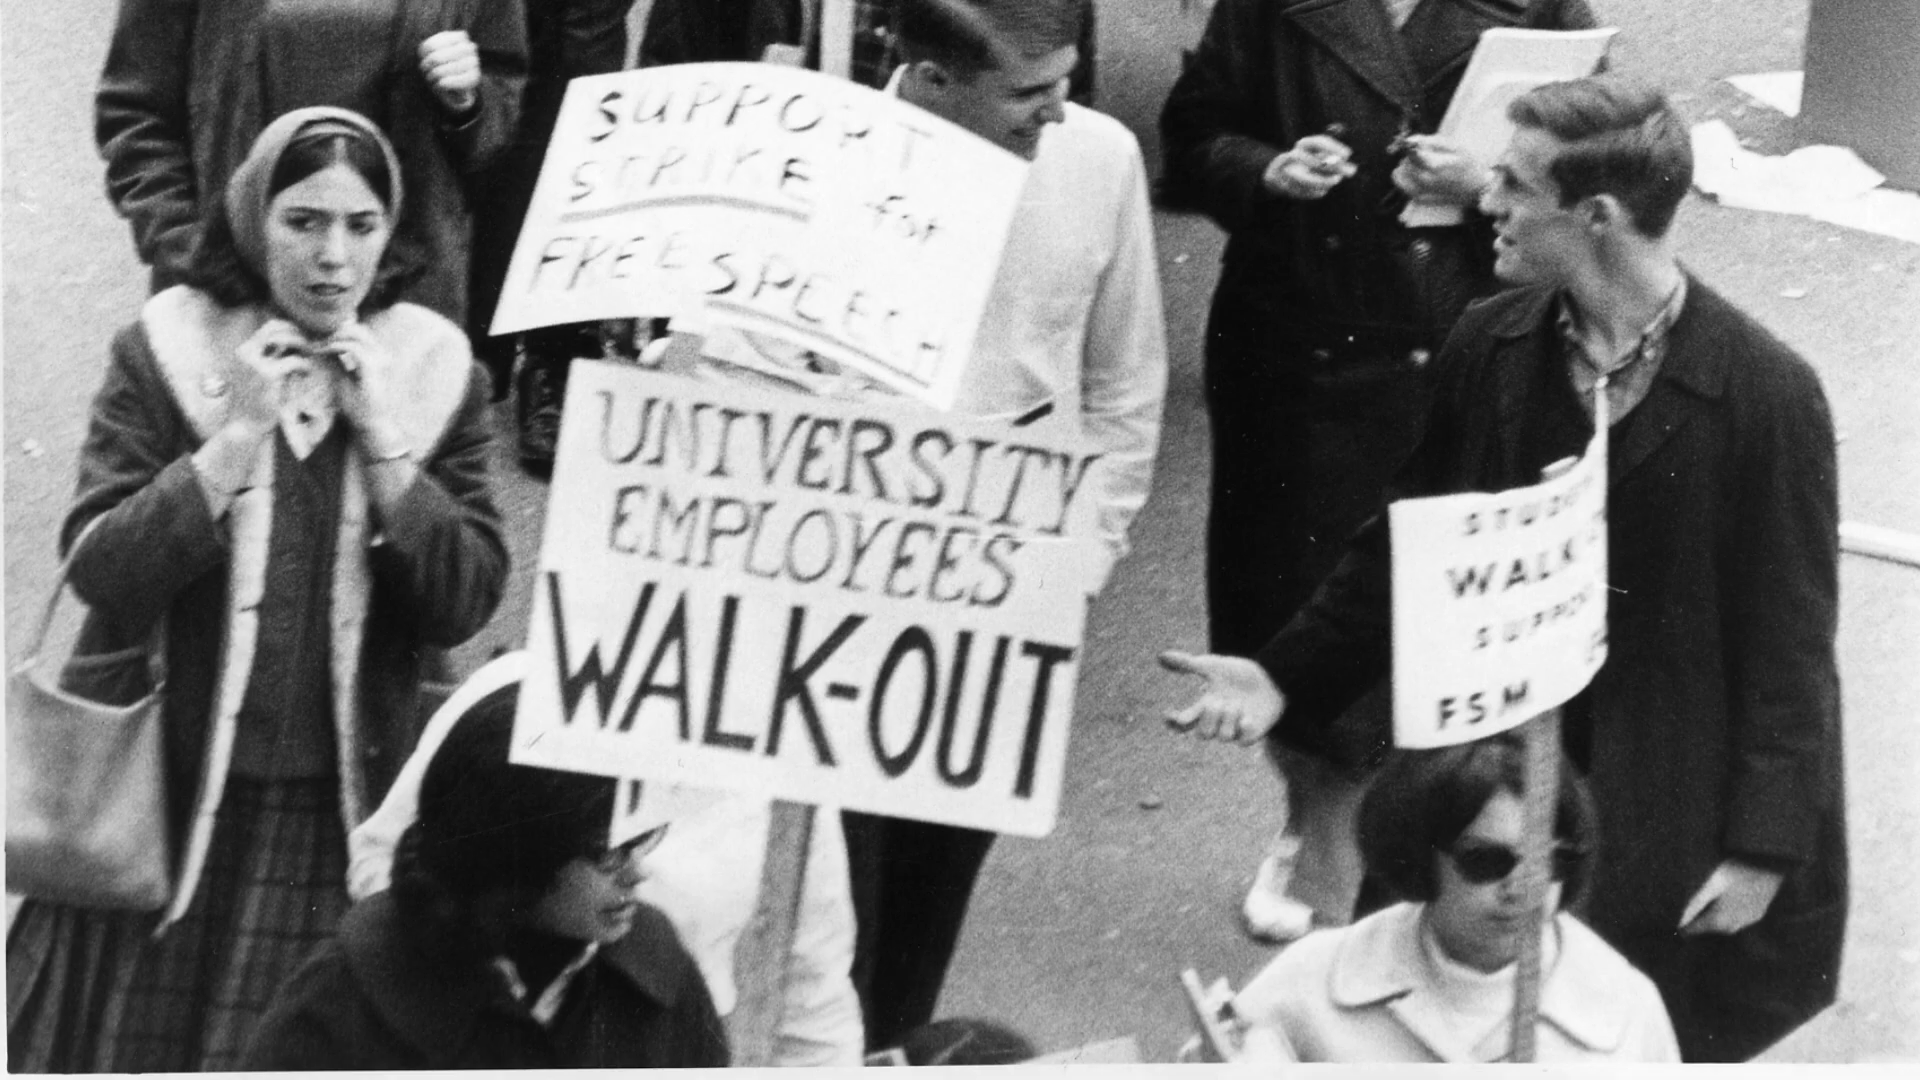 SUPPORT
STRIKE for
FREE SPEECH
UNIVERSITY
EMPLOYEES
WALK-OUT
WALK
FSM